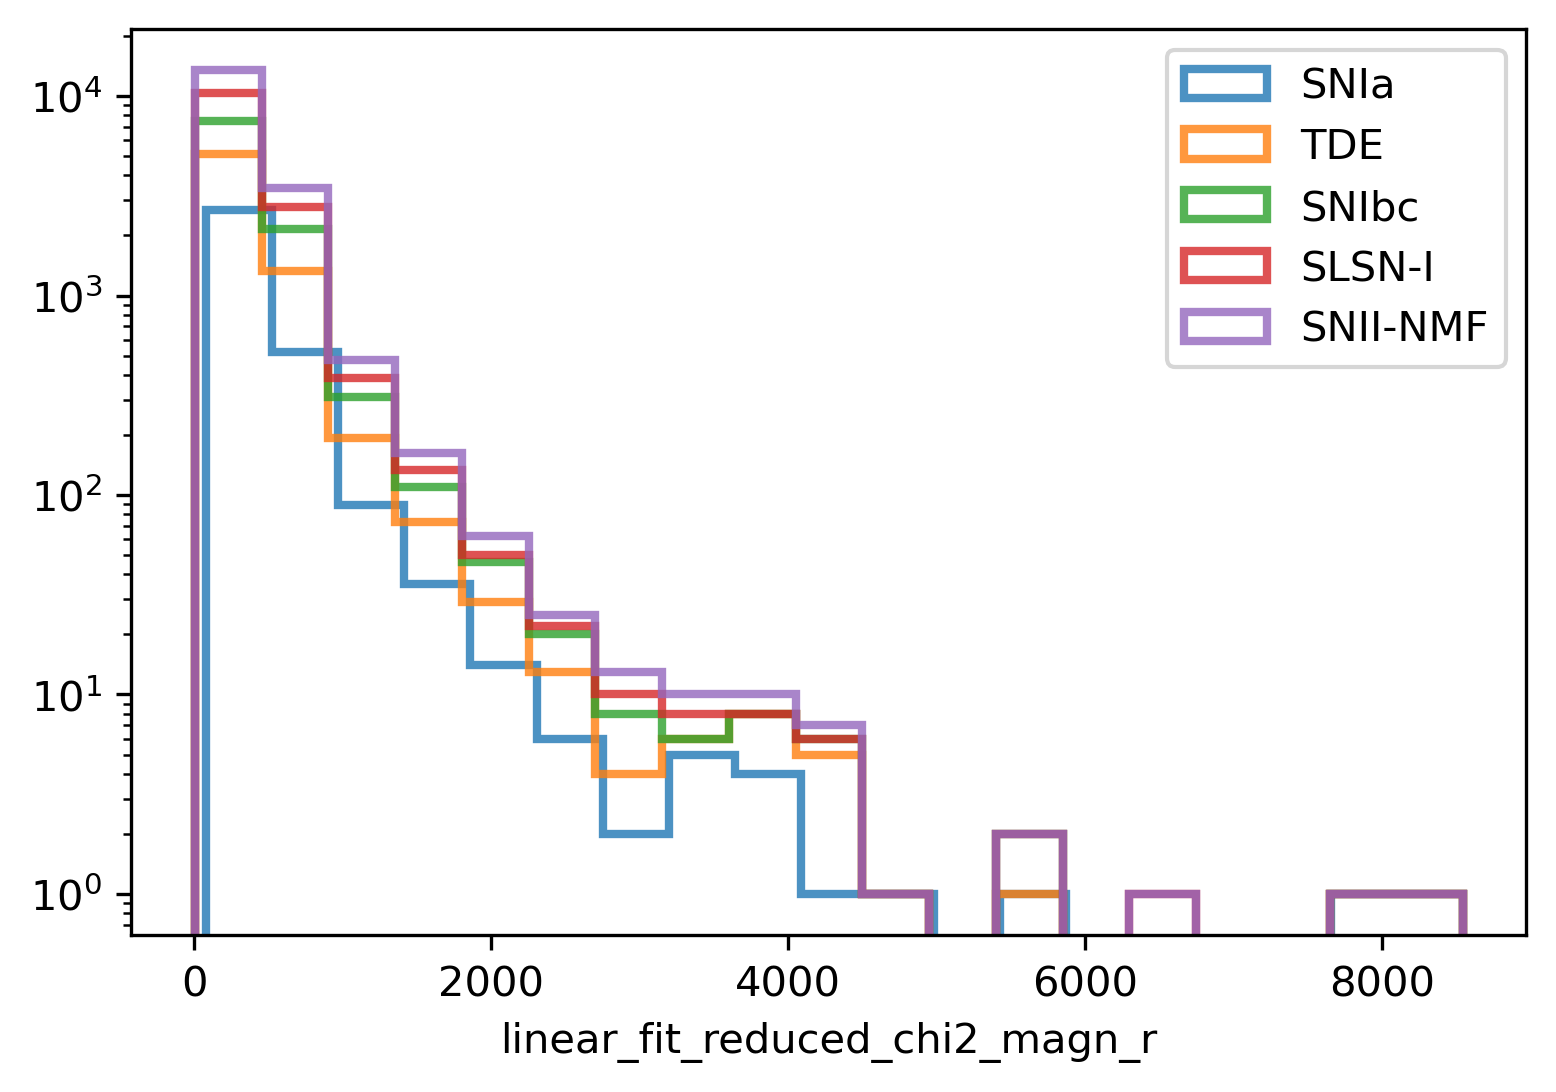 10⁴
10³
10²
10¹
10⁰
0 2000 4000 6000 8000
linear_fit_reduced_chi2_magn_r
SNIa
TDE
SNIbc
SLSN-I
SNII-NMF